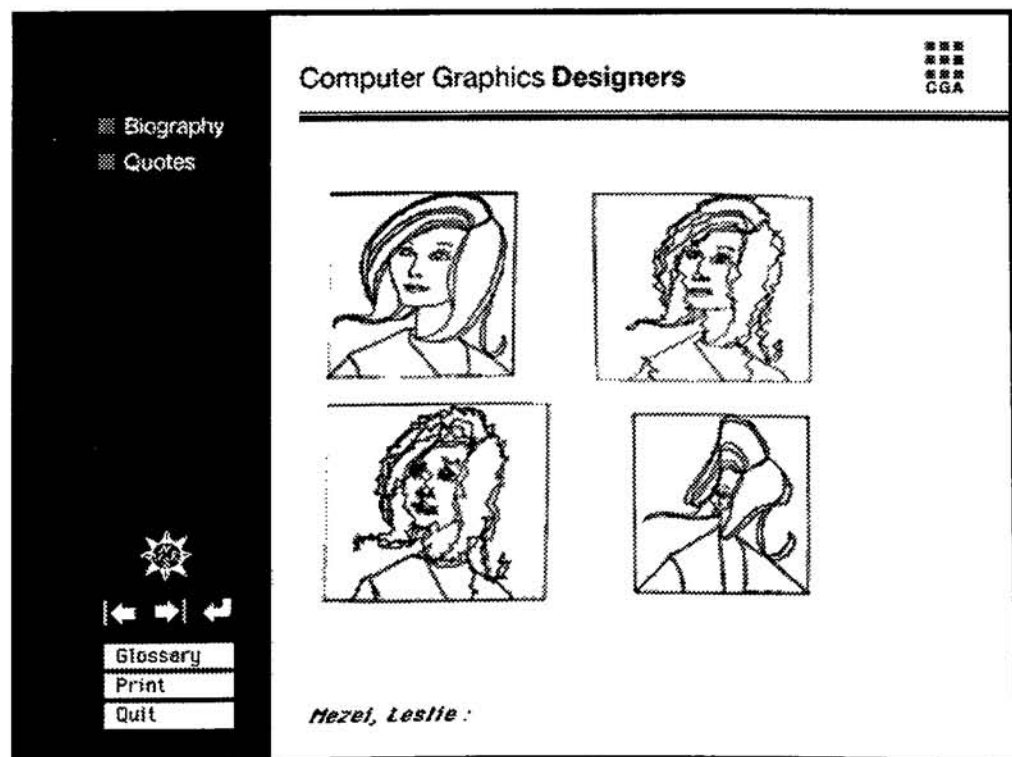 Computer Graphics Designers
CGA
Biography
Quotes
Glossary
Print
Quit
Mezei, Leslie :